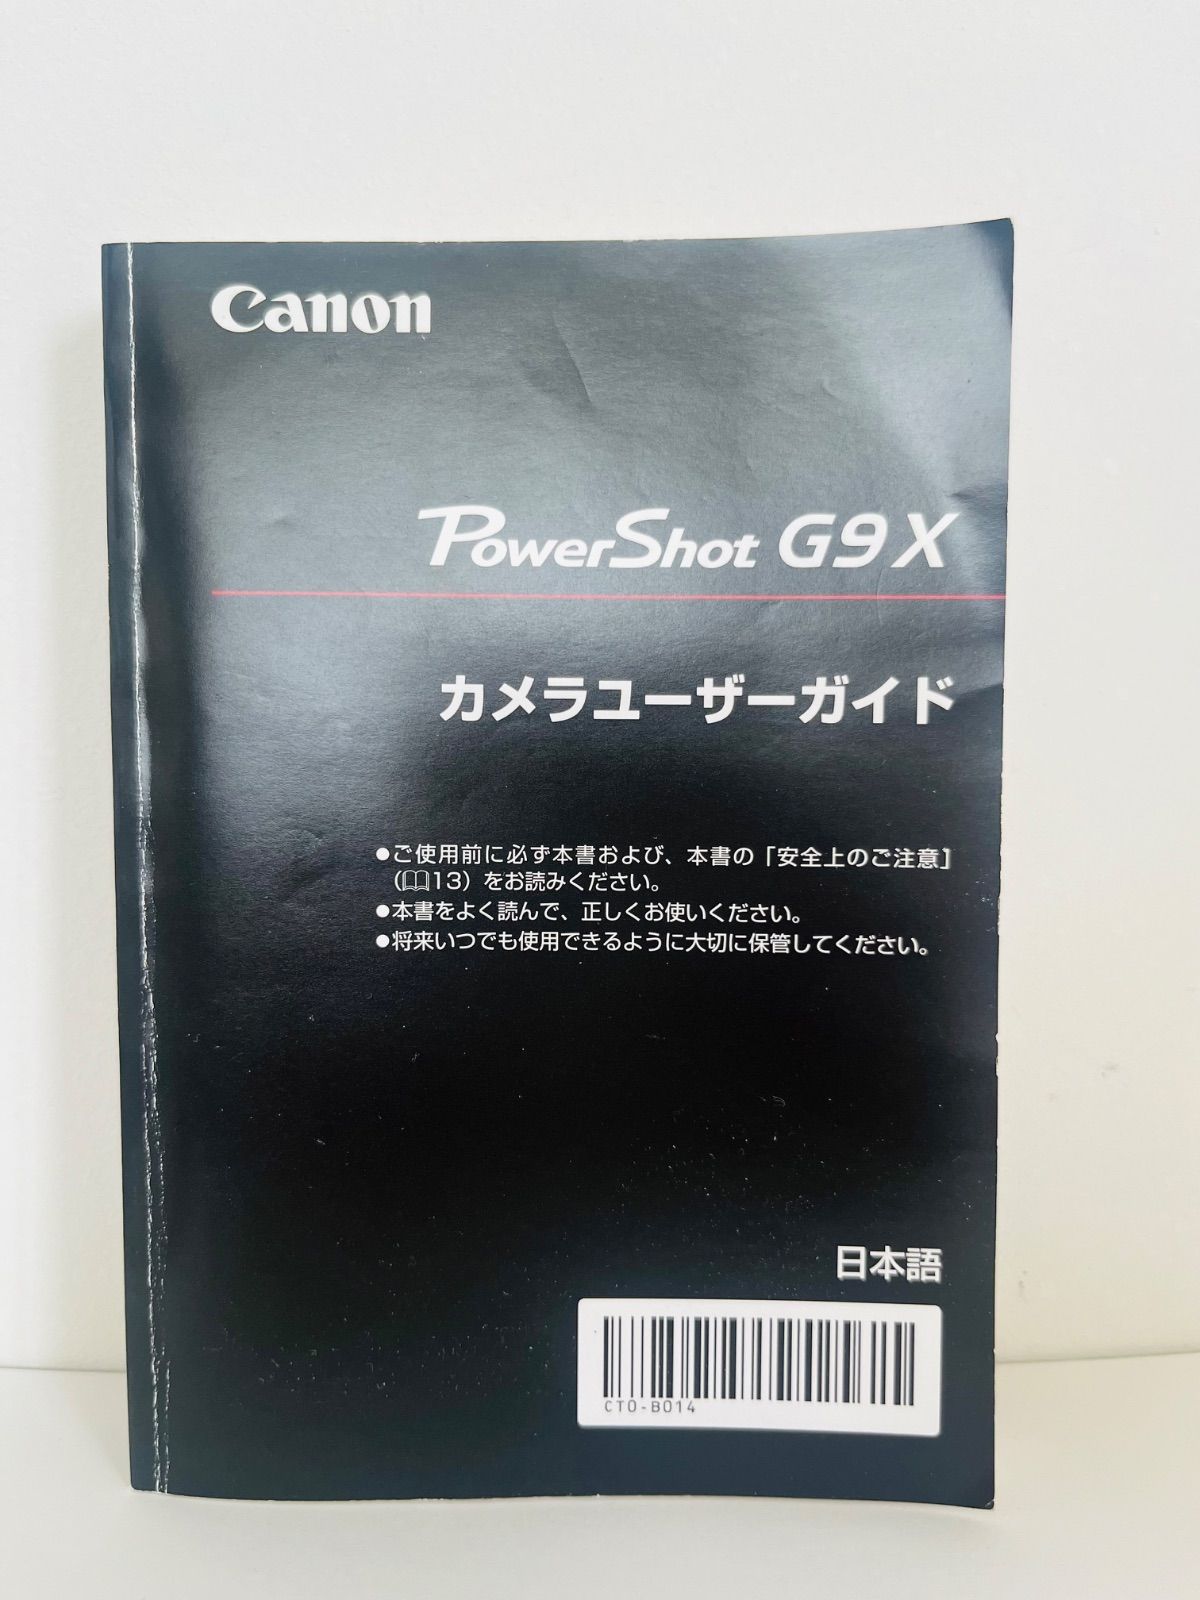 Canon
PowerShot G9 X
カメラユーザーガイド
●ご使用前に必ず本書および、本書の「安全上のご注意」
（📖13）をお読みください。
●本書をよく読んで、正しくお使いください。
●将来いつでも使用できるように大切に保管してください。
日本語
CT0-B014